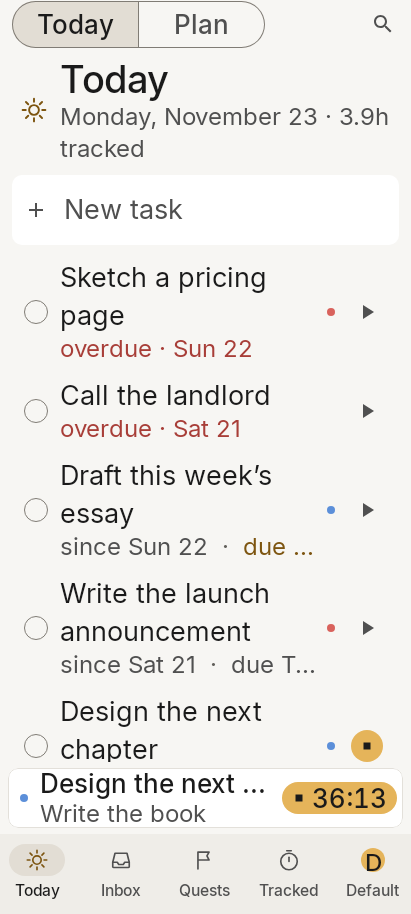 Today
Plan
Today
Monday, November 23 · 3.9h
tracked
+ New task
Sketch a pricing
page
overdue · Sun 22
Call the landlord
overdue · Sat 21
Draft this week’s
essay
since Sun 22 · due ...
Write the launch
announcement
since Sat 21 · due T...
Design the next
chapter
Design the next ...
Write the book
36:13
Today
Inbox
Quests
Tracked
D
Default